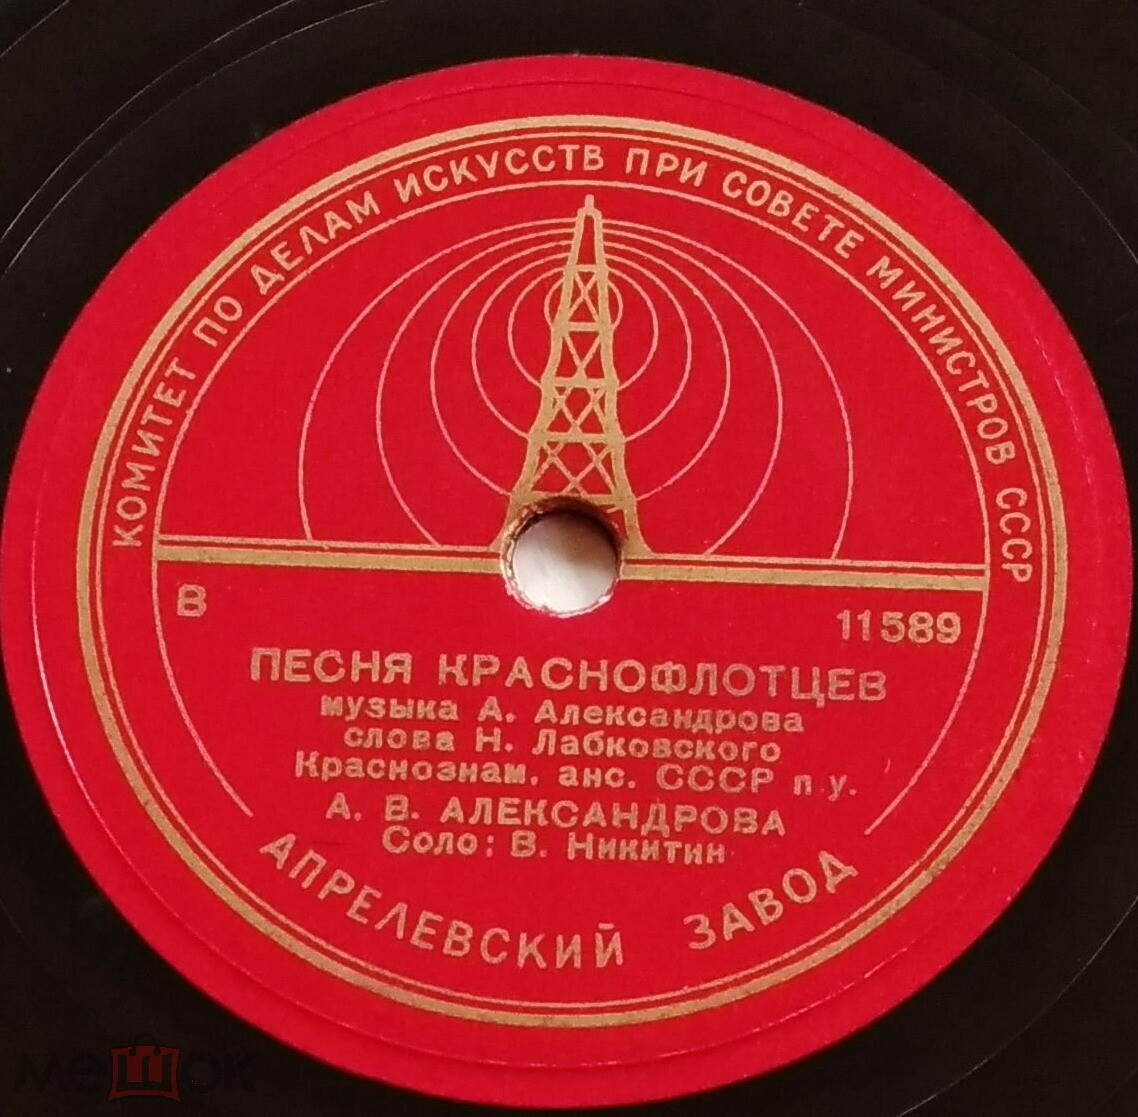 КОМИТЕТ ПО ДЕЛАМ ИСКУССТВ ПРИ СОВЕТЕ МИНИСТРОВ СССР
В
11589
ПЕСНЯ КРАСНОФЛОТЦЕВ
музыка А. Александрова
слова Н. Лабковского
Краснознам. анс. СССР п.у.
А. В. АЛЕКСАНДРОВА
Соло: В. Никитин
АПРЕЛЕВСКИЙ ЗАВОД
мешок